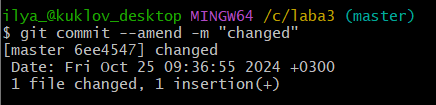 ilya_@kuklov_desktop MINGW64 /c/laba3 (master)
$ git commit --amend -m "changed"
[master 6ee4547] changed
 Date: Fri Oct 25 09:36:55 2024 +0300
 1 file changed, 1 insertion(+)